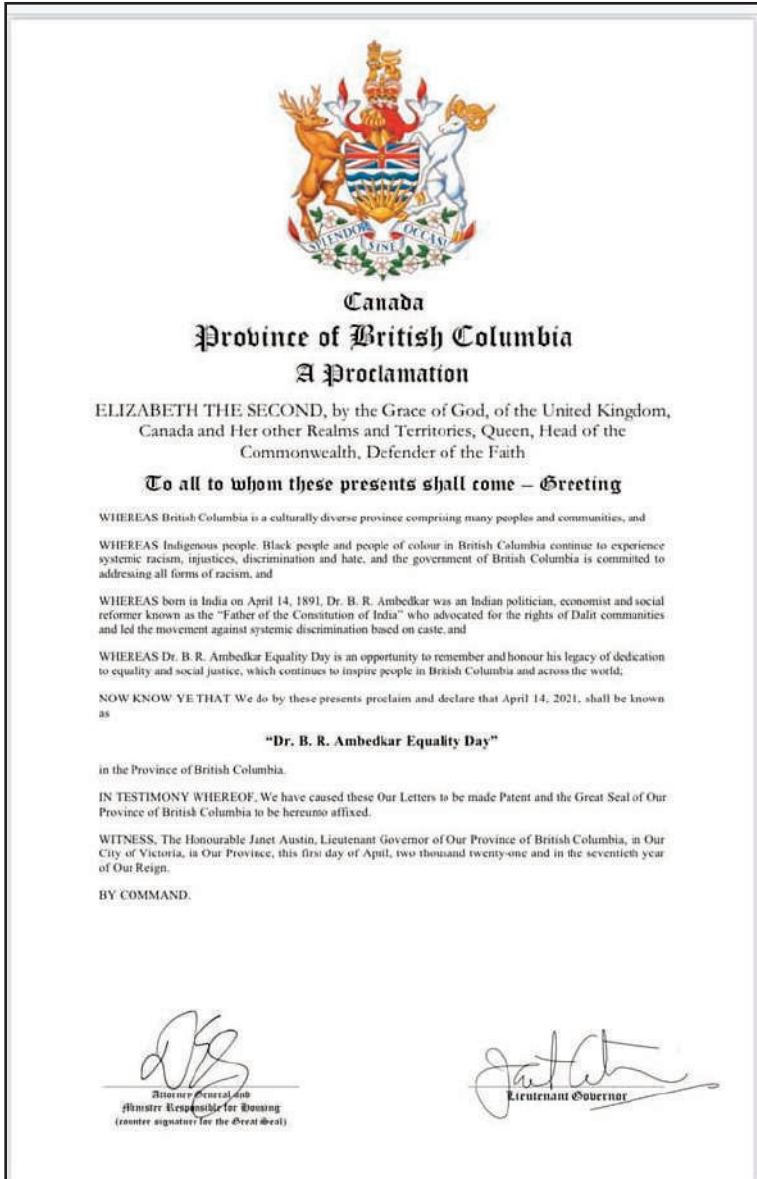 SPLENDOR SINE OCCASU
Canada
Province of British Columbia
A Proclamation
ELIZABETH THE SECOND, by the Grace of God, of the United Kingdom,
Canada and Her other Realms and Territories, Queen, Head of the
Commonwealth, Defender of the Faith
To all to whom these presents shall come – Greeting
WHEREAS British Columbia is a culturally diverse province comprising many peoples and communities, and
WHEREAS Indigenous people. Black people and people of colour in British Columbia continue to experience
systemic racism, injustices, discrimination and hate, and the government of British Columbia is committed to
addressing all forms of racism, and
WHEREAS born in India on April 14, 1891, Dr. B. R. Ambedkar was an Indian politician, economist and social
reformer known as the “Father of the Constitution of India” who advocated for the rights of Dalit communities
and led the movement against systemic discrimination based on caste, and
WHEREAS Dr. B. R. Ambedkar Equality Day is an opportunity to remember and honour his legacy of dedication
to equality and social justice, which continues to inspire people in British Columbia and across the world;
NOW KNOW YE THAT We do by these presents proclaim and declare that April 14, 2021, shall be known
as
“Dr. B. R. Ambedkar Equality Day”
in the Province of British Columbia.
IN TESTIMONY WHEREOF, We have caused these Our Letters to be made Patent and the Great Seal of Our
Province of British Columbia to be hereunto affixed.
WITNESS, The Honourable Janet Austin, Lieutenant Governor of Our Province of British Columbia, in Our
City of Victoria, in Our Province, this first day of April, two thousand twenty-one and in the seventieth year
of Our Reign.
BY COMMAND.
Attorney General and
Minister Responsible for Housing
(counter signature for the Great Seal)
Lieutenant Governor